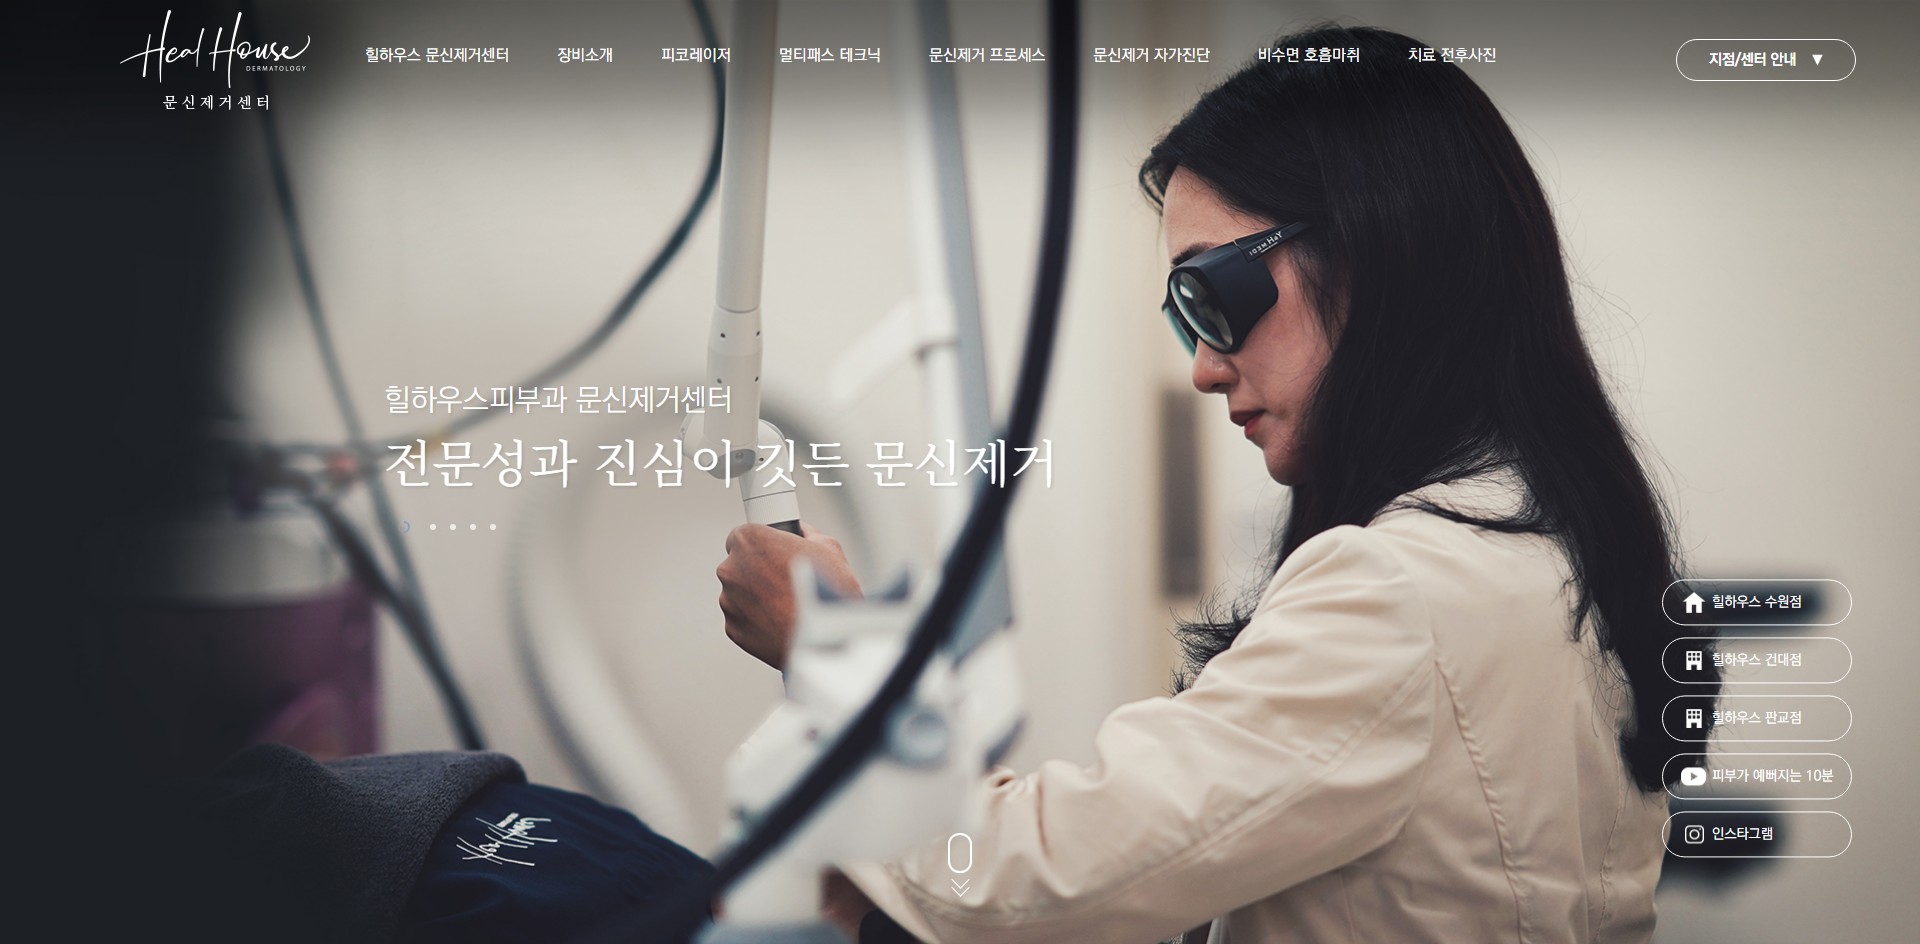 Heal House
DERMATOLOGY
문신제거센터
힐하우스 문신제거센터
장비소개
피코레이저
멀티패스 테크닉
문신제거 프로세스
문신제거 자가진단
비수면 호흡마취
치료 전후사진
지점/센터 안내 ▼
힐하우스피부과 문신제거센터
전문성과 진심이 깃든 문신제거
힐하우스 수원점
힐하우스 건대점
힐하우스 판교점
피부가 예뻐지는 10분
인스타그램
Heal House